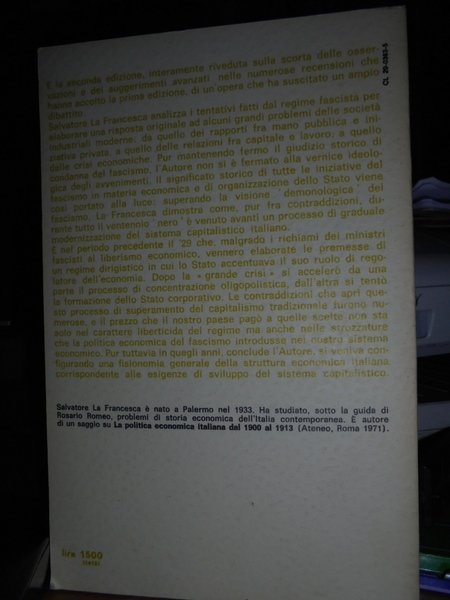 È la seconda edizione, interamente riveduta sulla scorta delle osser-
vazioni e dei suggerimenti avanzati nelle numerose recensioni che
hanno accolto la prima edizione, di un'opera che ha suscitato un ampio
dibattito.
Salvatore La Francesca analizza i tentativi fatti dal regime fascista per
elaborare una risposta originale ad alcuni grandi problemi delle società
industriali moderne: da quello dei rapporti fra mano pubblica e ini-
ziativa privata, a quello delle relazioni fra capitale e lavoro; a quello
delle crisi economiche. Pur mantenendo fermo il giudizio storico di
condanna del fascismo, l'Autore non si è fermato alla vernice ideolo-
gica degli avvenimenti. Il significato storico di tutte le iniziative del
fascismo in materia economica e di organizzazione dello Stato viene
così portato alla luce: superando la visione "demonologica" del
fascismo. La Francesca dimostra come, pur fra contraddizioni, du-
rante tutto il ventennio "nero" è venuto avanti un processo di graduale
modernizzazione del sistema capitalistico italiano.
È nel periodo precedente il '29 che, malgrado i richiami dei ministri
fascisti al liberismo economico, vennero elaborate le premesse di
un regime dirigistico in cui lo Stato accentuava il suo ruolo di rego-
latore dell'economia. Dopo la «grande crisi» si accelerò da una
parte il processo di concentrazione oligopolistica, dall'altra si tentò
la formazione dello Stato corporativo. Le contraddizioni che aprì que-
sto processo di superamento del capitalismo tradizionale furono nu-
merose, e il prezzo che il nostro paese pagò a quelle scelte non sta
solo nel carattere liberticida del regime ma anche nelle strozzature
che la politica economica del fascismo introdusse nel nostro sistema
economico. Pur tuttavia in quegli anni, conclude l'Autore, si veniva con-
figurando una fisionomia generale della struttura economica italiana
corrispondente alle esigenze di sviluppo del sistema capitalistico.
Salvatore La Francesca è nato a Palermo nel 1933. Ha studiato, sotto la guida di
Rosario Romeo, problemi di storia economica dell'Italia contemporanea. È autore
di un saggio su La politica economica italiana dal 1900 al 1913 (Ateneo, Roma 1971).
lire 1500
CL 20-0383-5